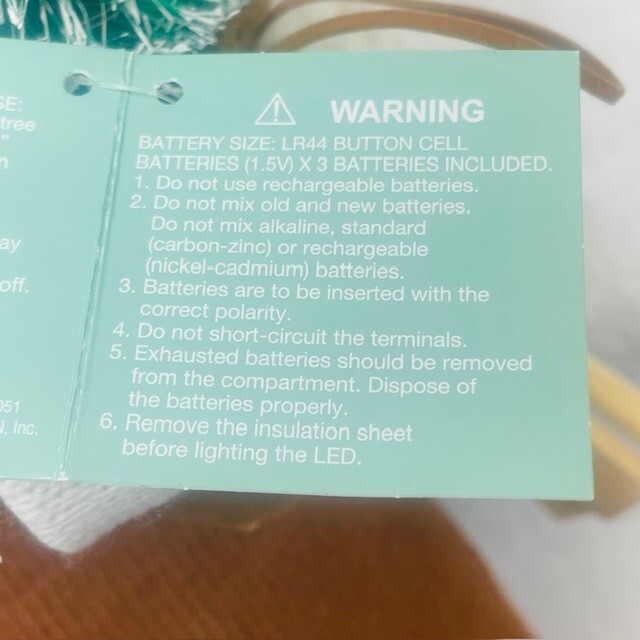 SE:
tree
"
n
ay
off.
051
N, Inc.
WARNING
BATTERY SIZE: LR44 BUTTON CELL
BATTERIES (1.5V) X 3 BATTERIES INCLUDED.
1. Do not use rechargeable batteries.
2. Do not mix old and new batteries.
Do not mix alkaline, standard
(carbon-zinc) or rechargeable
(nickel-cadmium) batteries.
3. Batteries are to be inserted with the
correct polarity.
4. Do not short-circuit the terminals.
5. Exhausted batteries should be removed
from the compartment. Dispose of
the batteries properly.
6. Remove the insulation sheet
before lighting the LED.